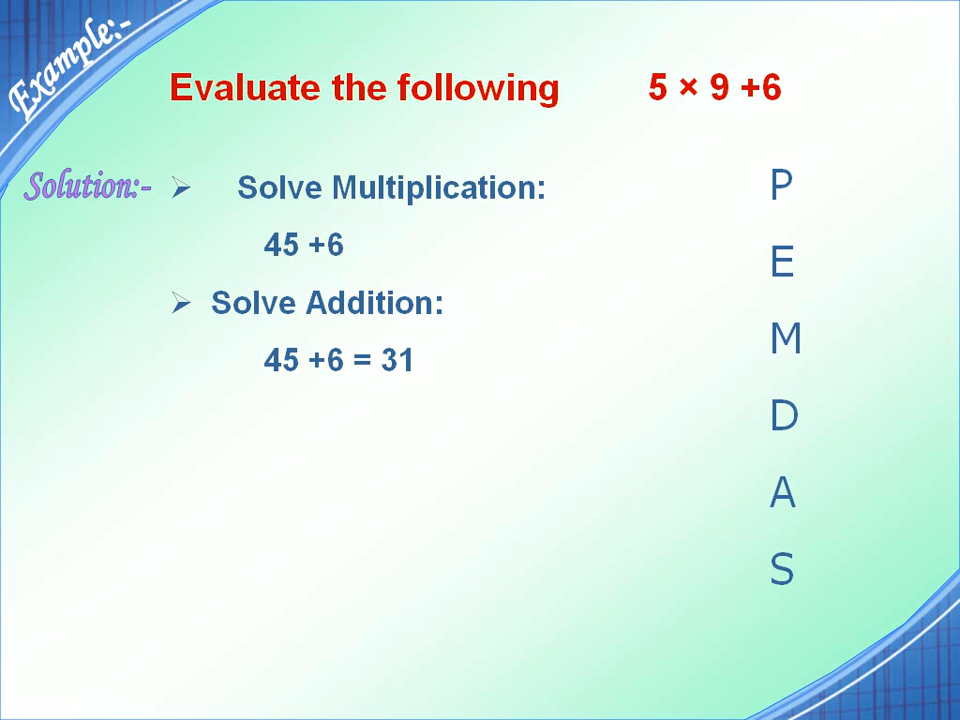 Example:-
Evaluate the following 5 × 9 +6
Solution:-
➢ Solve Multiplication:
45 +6
➢ Solve Addition:
45 +6 = 31
P
E
M
D
A
S